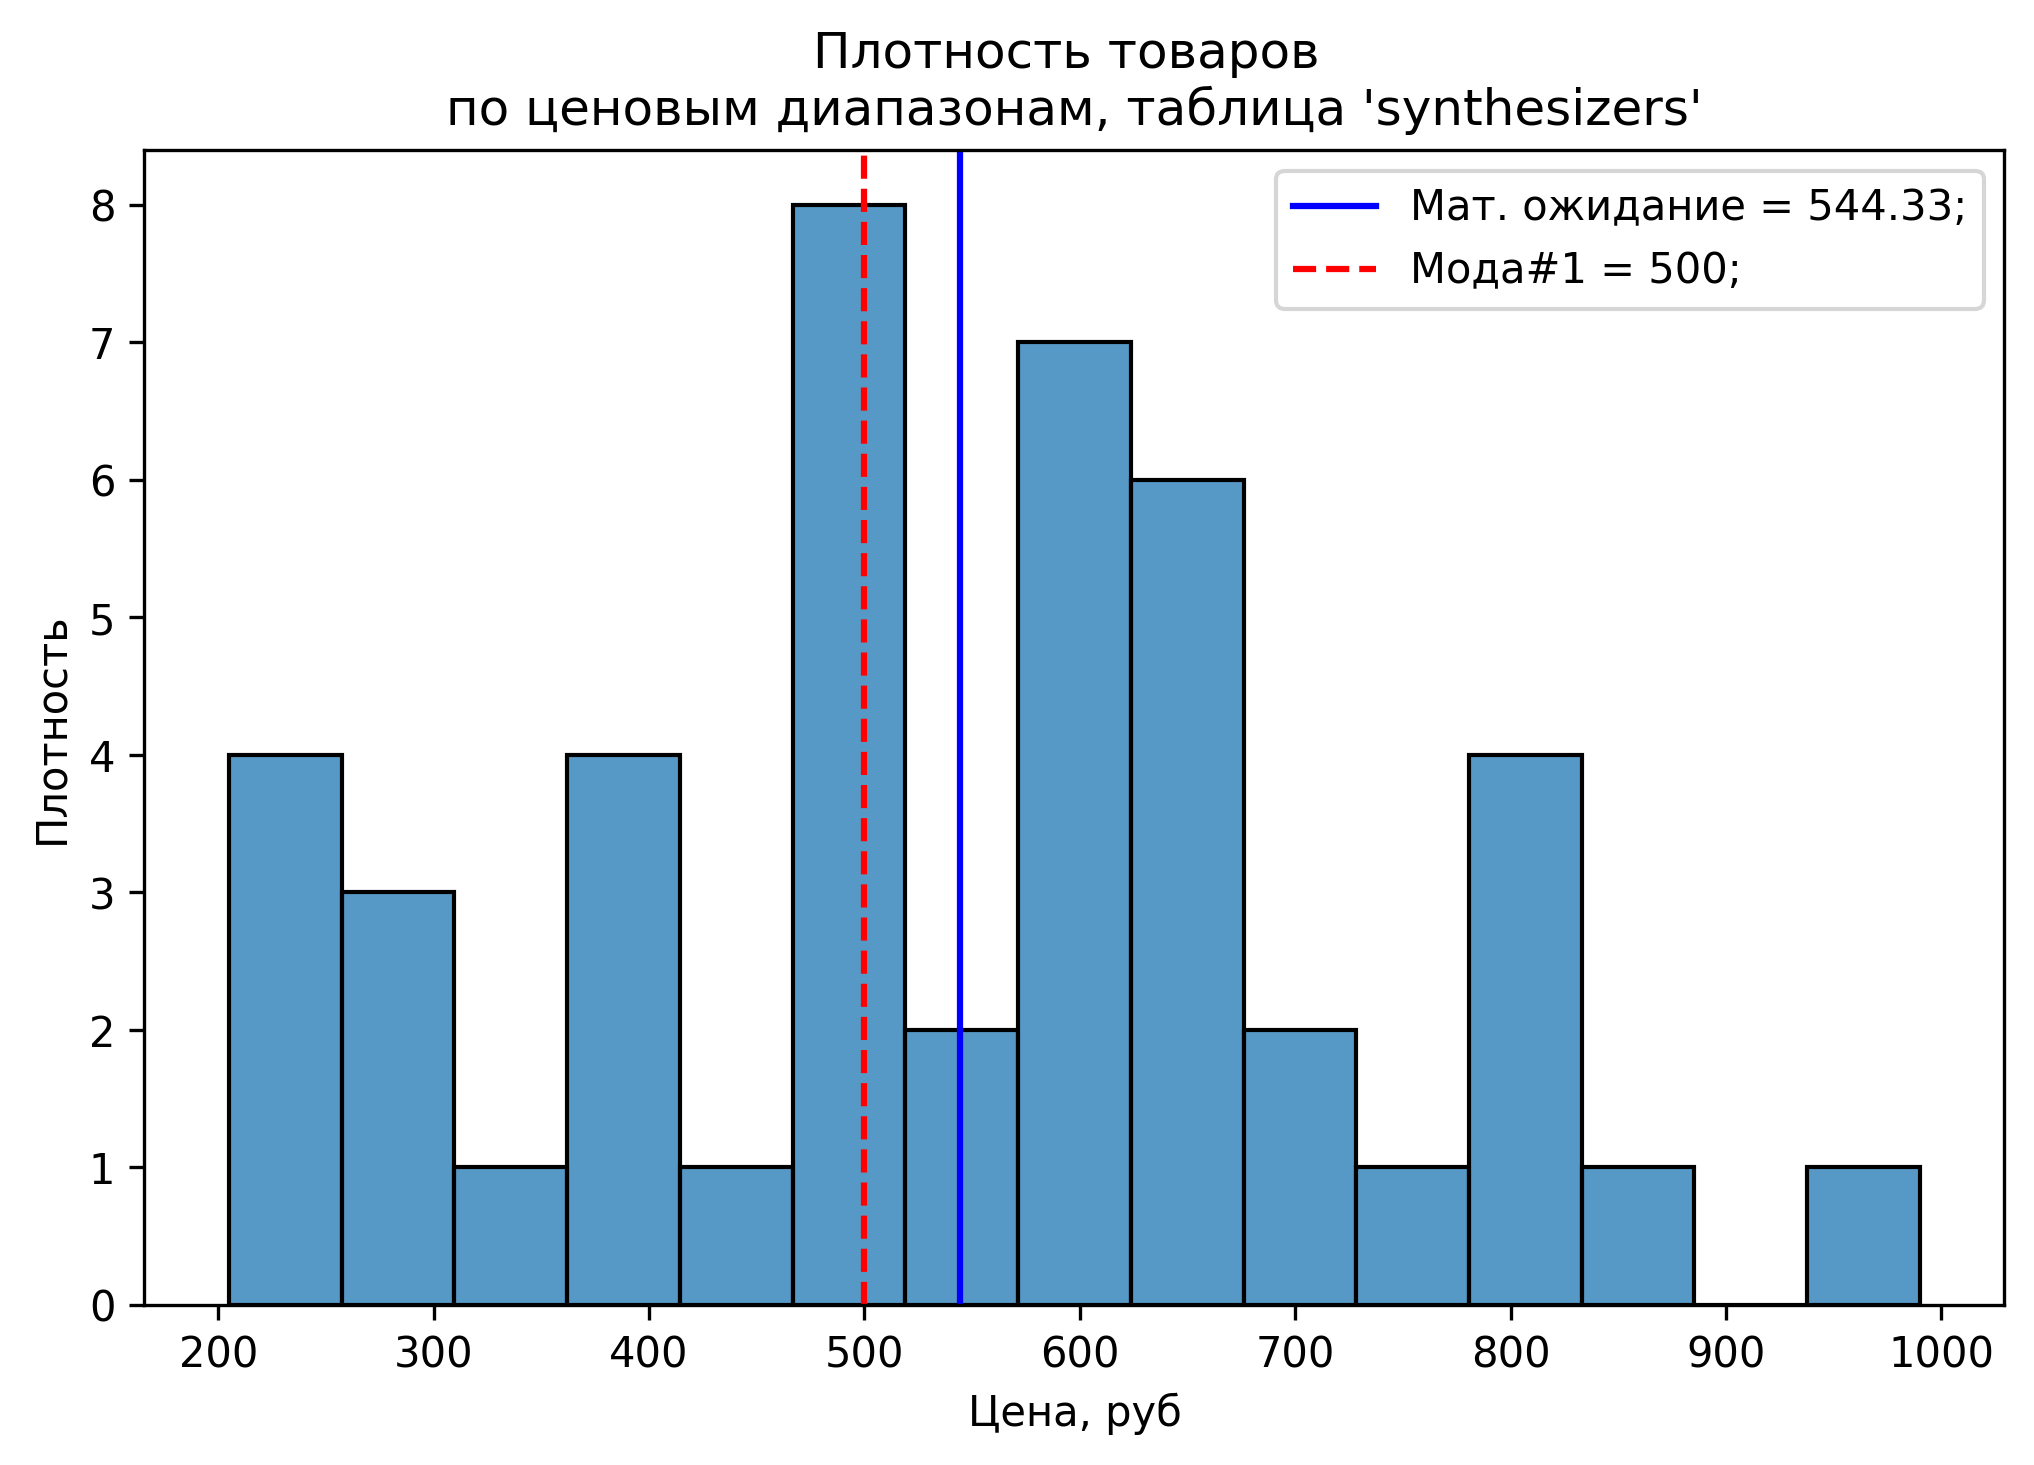 Плотность товаров
по ценовым диапазонам, таблица 'synthesizers'
Мат. ожидание = 544.33;
Мода#1 = 500;
8
7
6
5
4
3
2
1
0
Плотность
200 300 400 500 600 700 800 900 1000
Цена, руб